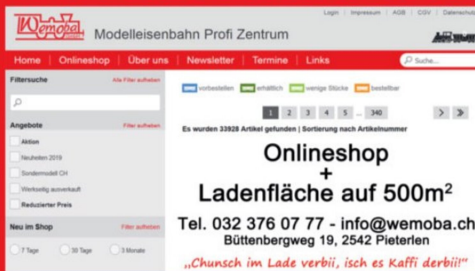 Login | Impressum | AGB | CGV | Datenschutz
Wemoba
Modelleisenbahn Profi Zentrum
Home | Onlineshop | Über uns | Newsletter | Termine | Links
Suche...
Filtersuche Alle Filter aufheben
vorbestellen erhältlich wenige Stücke bestellbar
1 2 3 4 5 ... 340 > >
Es wurden 33928 Artikel gefunden | Sortierung nach Artikelnummer
Angebote Filter aufheben
Aktion
Neuheiten 2019
Sondermodell CH
Werkseitig ausverkauft
Reduzierter Preis
Neu im Shop Filter aufheben
7 Tage 30 Tage 3 Monate
Onlineshop
+
Ladenfläche auf 500m²
Tel. 032 376 07 77 - info@wemoba.ch
Büttenbergweg 19, 2542 Pieterlen
„Chunsch im Lade verbii, isch es Kaffi derbii!"